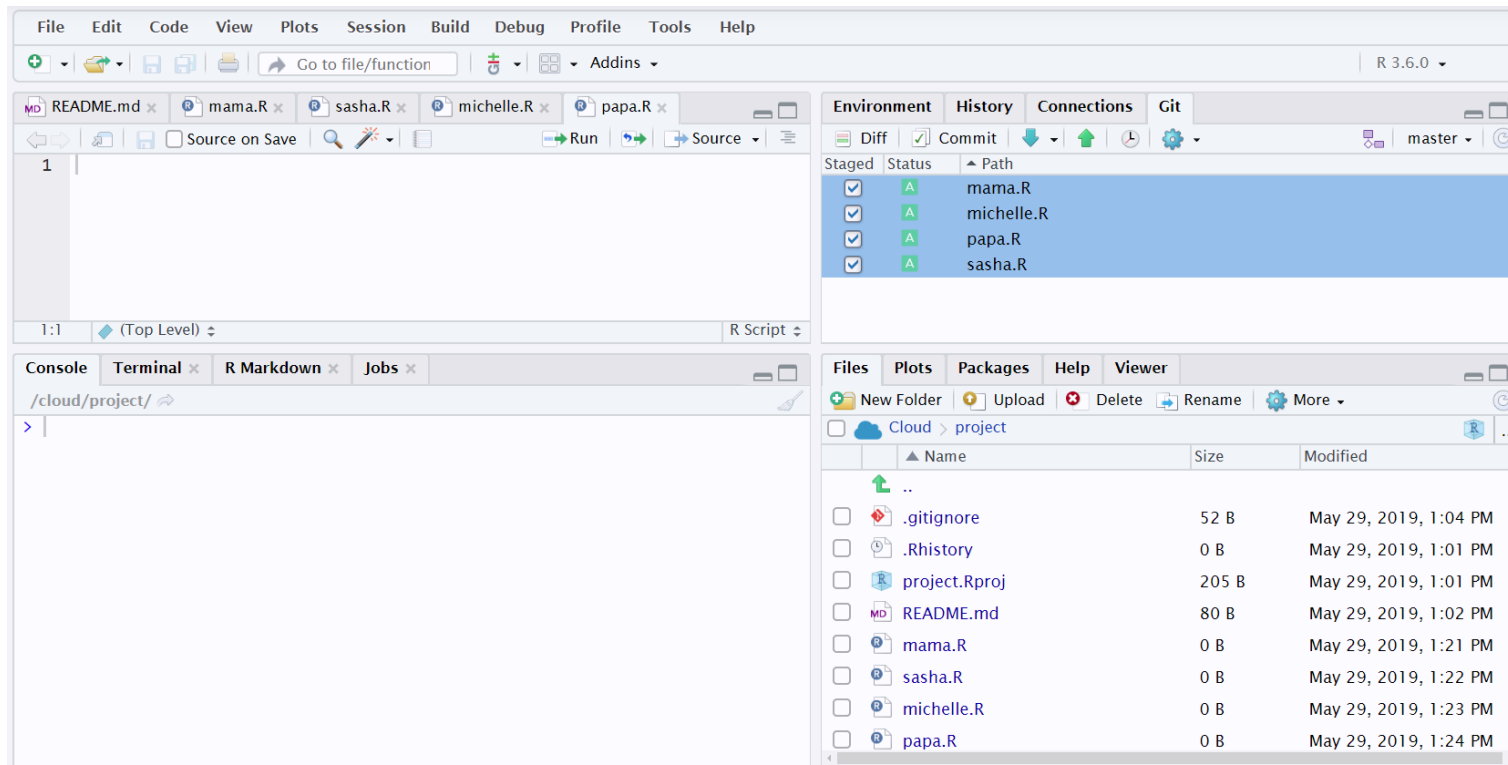 File Edit Code View Plots Session Build Debug Profile Tools Help
Go to file/function Addins R 3.6.0
README.md mama.R sasha.R michelle.R papa.R
Source on Save Run Source
1
1:1 (Top Level) R Script
Environment History Connections Git
Diff Commit master
Staged Status Path
A mama.R
A michelle.R
A papa.R
A sasha.R
Console Terminal R Markdown Jobs
/cloud/project/
>
Files Plots Packages Help Viewer
New Folder Upload Delete Rename More
Cloud project
Name Size Modified
..
.gitignore 52 B May 29, 2019, 1:04 PM
.Rhistory 0 B May 29, 2019, 1:01 PM
project.Rproj 205 B May 29, 2019, 1:01 PM
README.md 80 B May 29, 2019, 1:02 PM
mama.R 0 B May 29, 2019, 1:21 PM
sasha.R 0 B May 29, 2019, 1:22 PM
michelle.R 0 B May 29, 2019, 1:23 PM
papa.R 0 B May 29, 2019, 1:24 PM